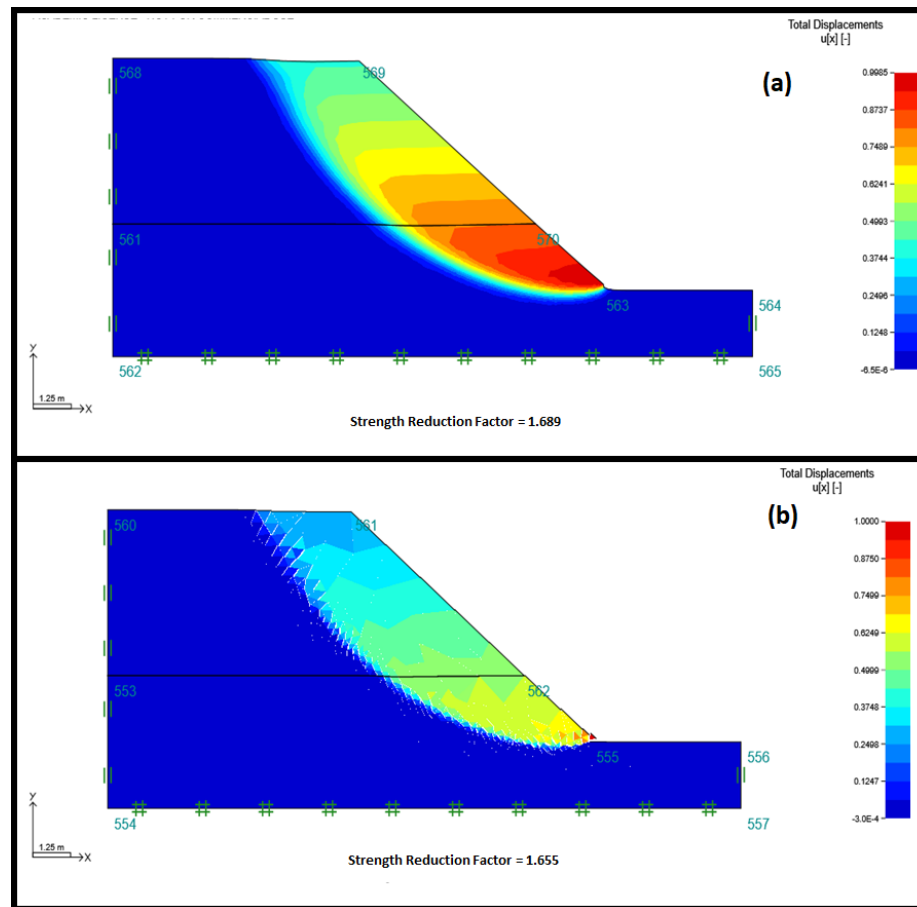 Total Displacements
u[x] [-]
(a)
0.9985
0.8737
0.7489
0.6241
0.4993
0.3744
0.2496
0.1248
-6.5E-6
568
569
561
570
563
564
562
565
y
1.25 m
X
Strength Reduction Factor = 1.689
Total Displacements
u[x] [-]
(b)
1.0000
0.8750
0.7499
0.6249
0.4999
0.3748
0.2498
0.1247
-3.0E-4
560
561
553
562
555
556
554
557
y
1.25 m
X
Strength Reduction Factor = 1.655